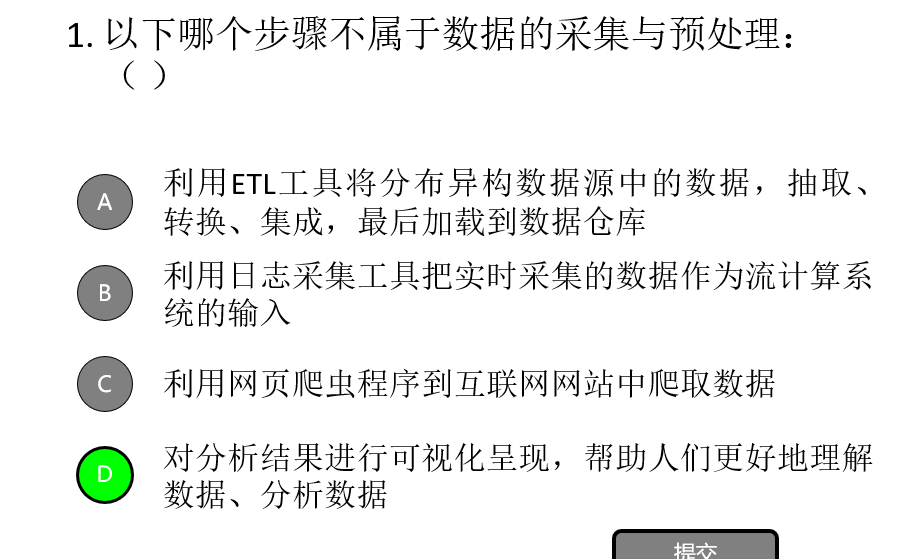 1. 以下哪个步骤不属于数据的采集与预处理：
（ ）
A
利用ETL工具将分布异构数据源中的数据，抽取、
转换、集成，最后加载到数据仓库
B
利用日志采集工具把实时采集的数据作为流计算系
统的输入
C
利用网页爬虫程序到互联网网站中爬取数据
D
对分析结果进行可视化呈现，帮助人们更好地理解
数据、分析数据
提交